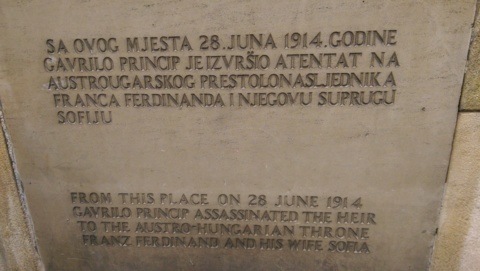 SA OVOG MJESTA 28. JUNA 1914. GODINE
GAVRILO PRINCIP JE IZVRŠIO ATENTAT NA
AUSTROUGARSKOG PRESTOLONASLJEDNIKA
FRANCA FERDINANDA I NJEGOVU SUPRUGU
SOFIJU
FROM THIS PLACE ON 28 JUNE 1914
GAVRILO PRINCIP ASSASSINATED THE HEIR
TO THE AUSTRO-HUNGARIAN THRONE
FRANZ FERDINAND AND HIS WIFE SOFIA